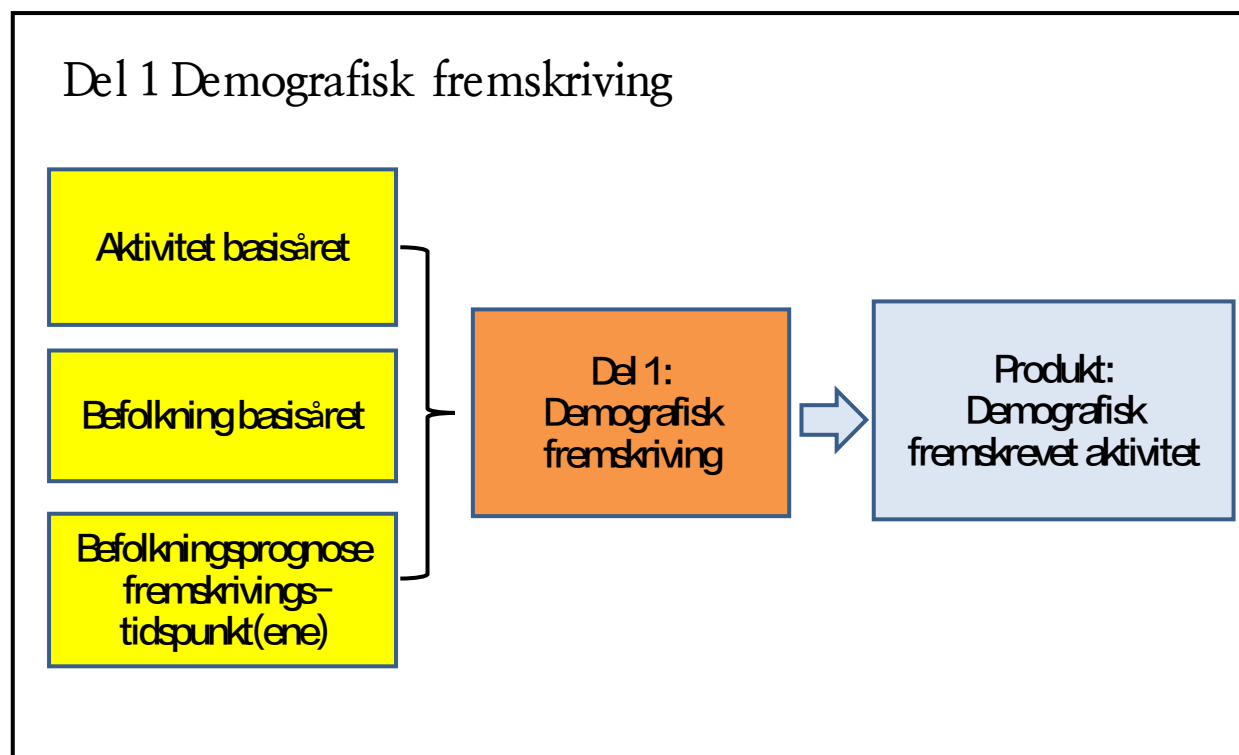 Del 1 Demografisk fremskriving
Aktivitet basisåret
Befolkning basisåret
Befolkningsprognose
fremskrivings-
tidspunkt(ene)
Del 1:
Demografisk
fremskriving
Produkt:
Demografisk
fremskrevet aktivitet